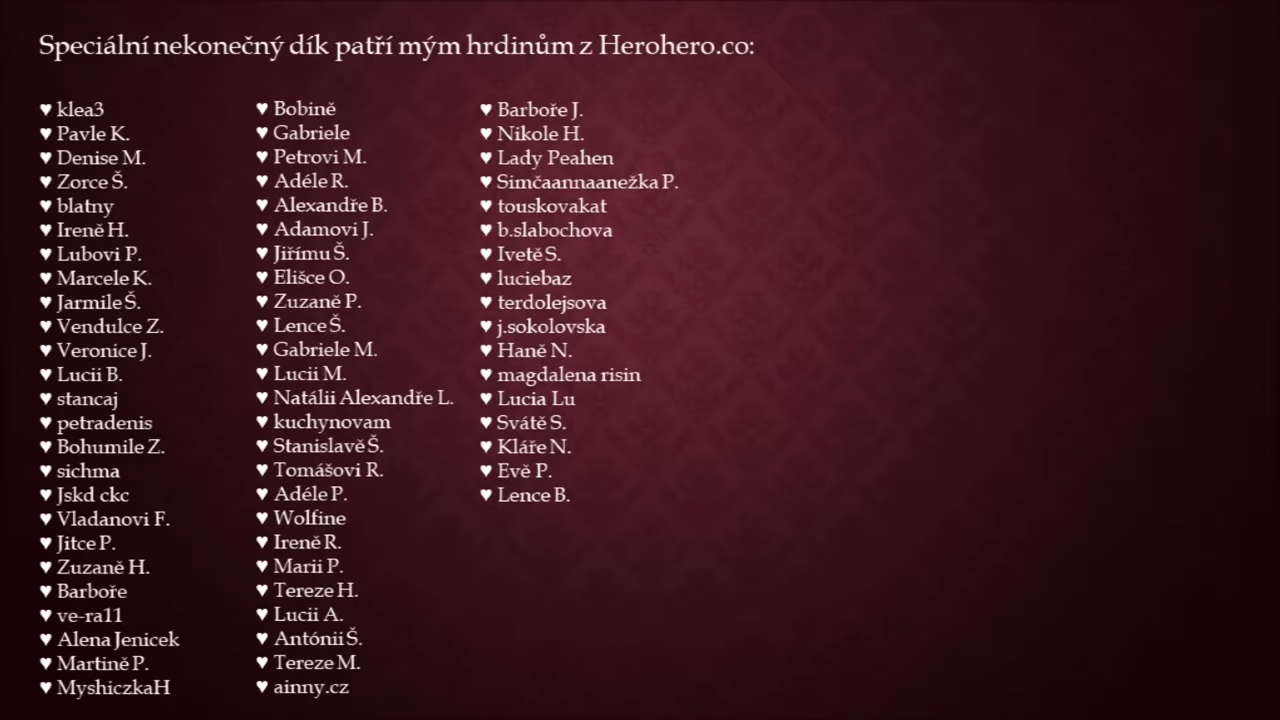 Speciální nekonečný dík patří mým hrdinům z Herohero.co:
♥ klea3
♥ Pavle K.
♥ Denise M.
♥ Zorce Š.
♥ blatny
♥ Ireně H.
♥ Lubovi P.
♥ Marcele K.
♥ Jarmile Š.
♥ Vendulce Z.
♥ Veronice J.
♥ Lucii B.
♥ stancaj
♥ petradenis
♥ Bohumile Z.
♥ sichma
♥ Jskd ckc
♥ Vladanovi F.
♥ Jitce P.
♥ Zuzaně H.
♥ Barboře
♥ ve-ra11
♥ Alena Jenicek
♥ Martině P.
♥ MyshiczkaH
♥ Bobině
♥ Gabriele
♥ Petrovi M.
♥ Adéle R.
♥ Alexandře B.
♥ Adamovi J.
♥ Jiřímu Š.
♥ Elišce O.
♥ Zuzaně P.
♥ Lence Š.
♥ Gabriele M.
♥ Lucii M.
♥ Natálii Alexandře L.
♥ kuchynovam
♥ Stanislavě Š.
♥ Tomášovi R.
♥ Adéle P.
♥ Wolfine
♥ Ireně R.
♥ Marii P.
♥ Tereze H.
♥ Lucii A.
♥ Antónii Š.
♥ Tereze M.
♥ ainny.cz
♥ Barboře J.
♥ Nikole H.
♥ Lady Peahen
♥ Simčaannaanežka P.
♥ touskovakat
♥ b.slabochova
♥ Ivetě S.
♥ luciebaz
♥ terdolejsova
♥ j.sokolovska
♥ Haně N.
♥ magdalena risin
♥ Lucia Lu
♥ Svátě S.
♥ Kláře N.
♥ Evě P.
♥ Lence B.